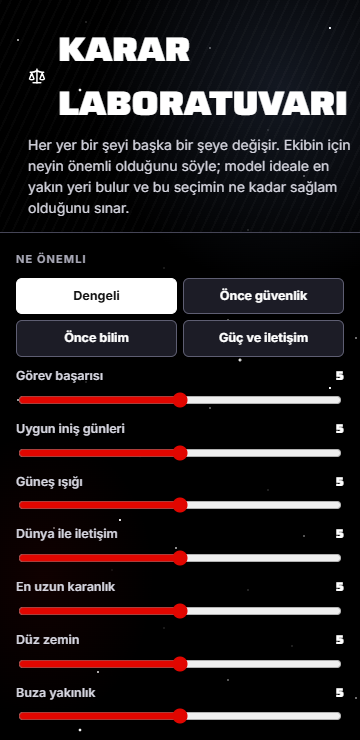 KARAR
LABORATUVARI
Her yer bir şeyi başka bir şeye değişir. Ekibin için
neyin önemli olduğunu söyle; model ideale en
yakın yeri bulur ve bu seçimin ne kadar sağlam
olduğunu sınar.
NE ÖNEMLİ
Dengeli
Önce güvenlik
Önce bilim
Güç ve iletişim
Görev başarısı 5
Uygun iniş günleri 5
Güneş ışığı 5
Dünya ile iletişim 5
En uzun karanlık 5
Düz zemin 5
Buza yakınlık 5